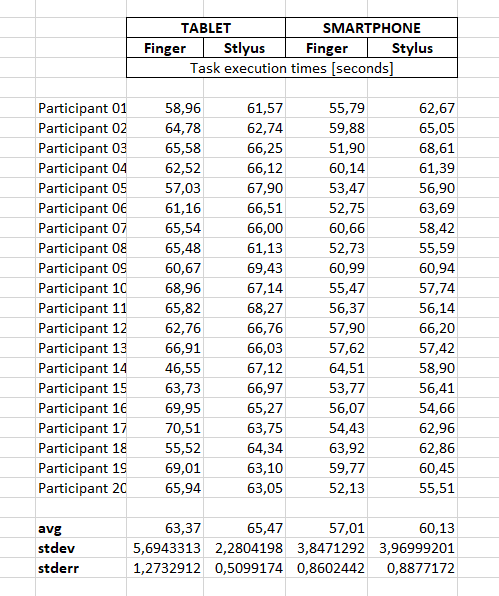 TABLET SMARTPHONE
Finger Stlyus Finger Stylus
Task execution times [seconds]
Participant 01 58,96 61,57 55,79 62,67
Participant 02 64,78 62,74 59,88 65,05
Participant 03 65,58 66,25 51,90 68,61
Participant 04 62,52 66,12 60,14 61,39
Participant 05 57,03 67,90 53,47 56,90
Participant 06 61,16 66,51 52,75 63,69
Participant 07 65,54 66,00 60,66 58,42
Participant 08 65,48 61,13 52,73 55,59
Participant 09 60,67 69,43 60,99 60,94
Participant 10 68,96 67,14 55,47 57,74
Participant 11 65,82 68,27 56,37 56,14
Participant 12 62,76 66,76 57,90 66,20
Participant 13 66,91 66,03 57,62 57,42
Participant 14 46,55 67,12 64,51 58,90
Participant 15 63,73 66,97 53,77 56,41
Participant 16 69,95 65,27 56,07 54,66
Participant 17 70,51 63,75 54,43 62,96
Participant 18 55,52 64,34 63,92 62,86
Participant 19 69,01 63,10 59,77 60,45
Participant 20 65,94 63,05 52,13 55,51
avg 63,37 65,47 57,01 60,13
stdev 5,6943313 2,2804198 3,8471292 3,96999201
stderr 1,2732912 0,5099174 0,8602442 0,8877172